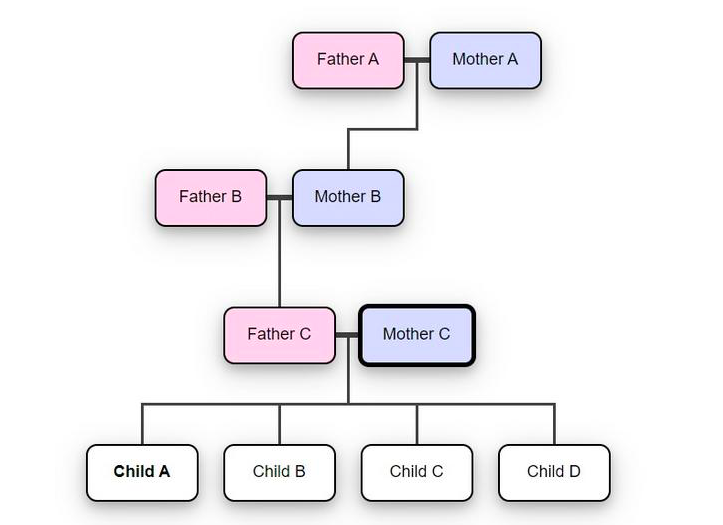 Father A
Mother A
Father B
Mother B
Father C
Mother C
Child A
Child B
Child C
Child D